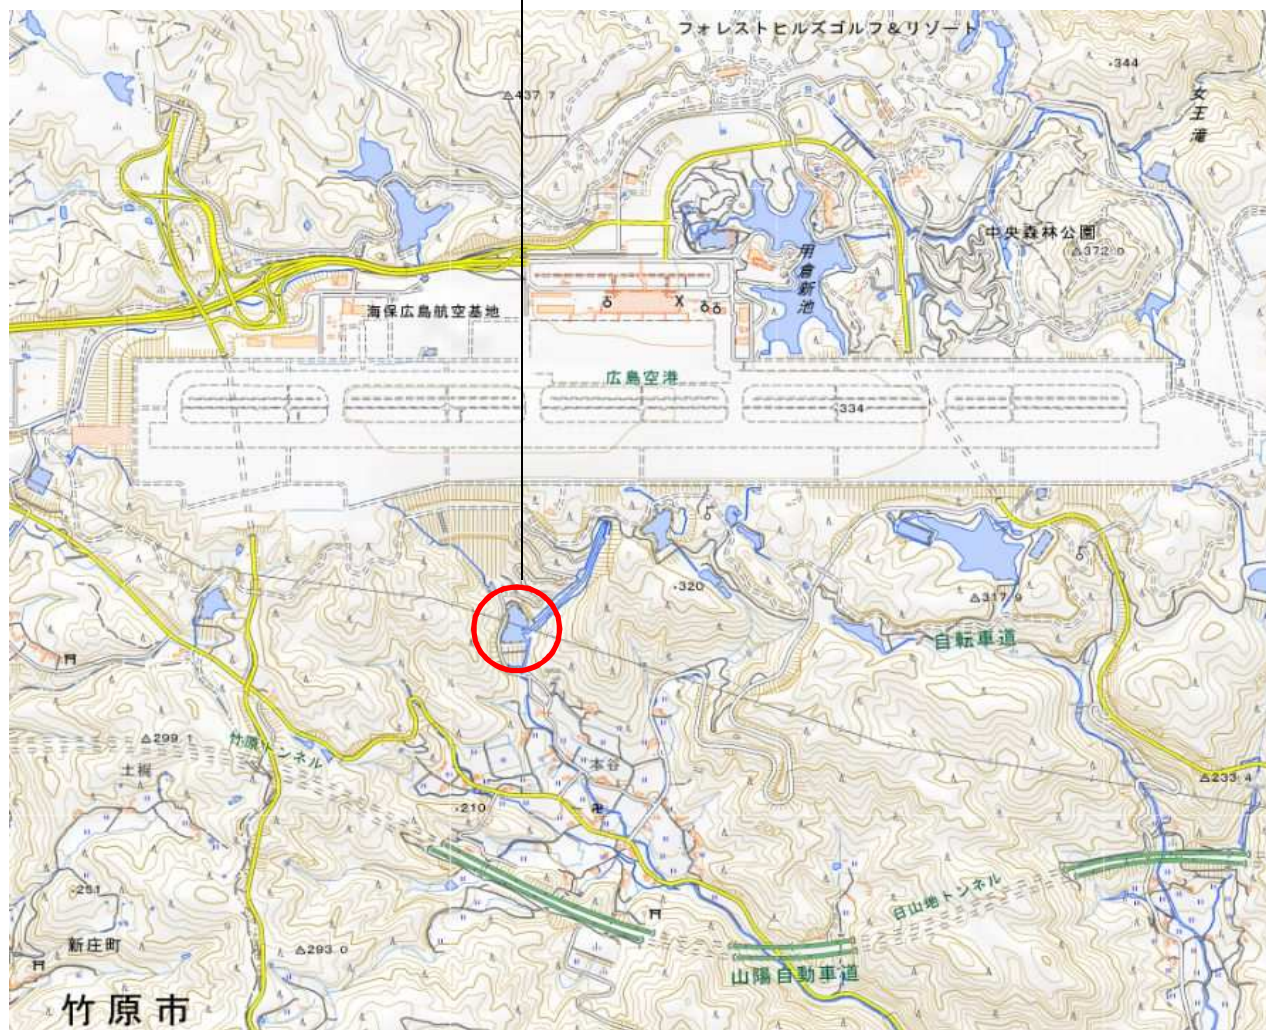 フォレストヒルズゴルフ&リゾート
344
437.7
女王滝
中央森林公園
372.0
用倉新池
海保広島航空基地
広島空港
334
320
317.9
自転車道
299.1
竹原トンネル
土橛
本谷
233.4
210
251
日山地トンネル
新庄町
293.0
山陽自動車道
竹原市